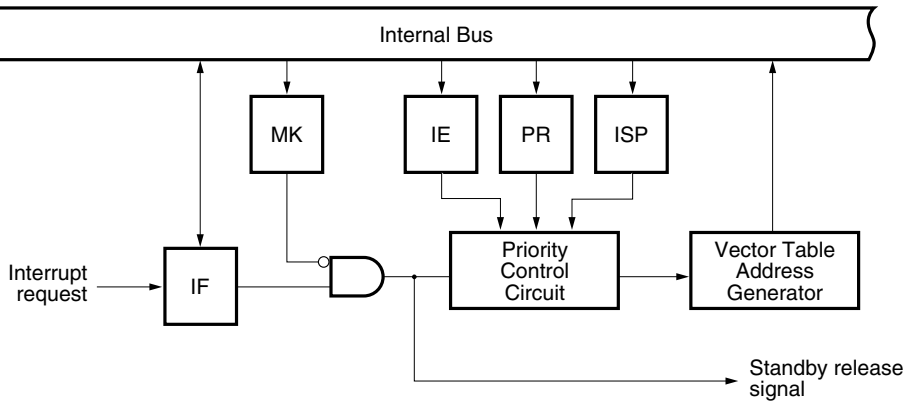 Internal Bus
MK
IE
PR
ISP
Interrupt
request
IF
Priority
Control
Circuit
Vector Table
Address
Generator
Standby release
signal